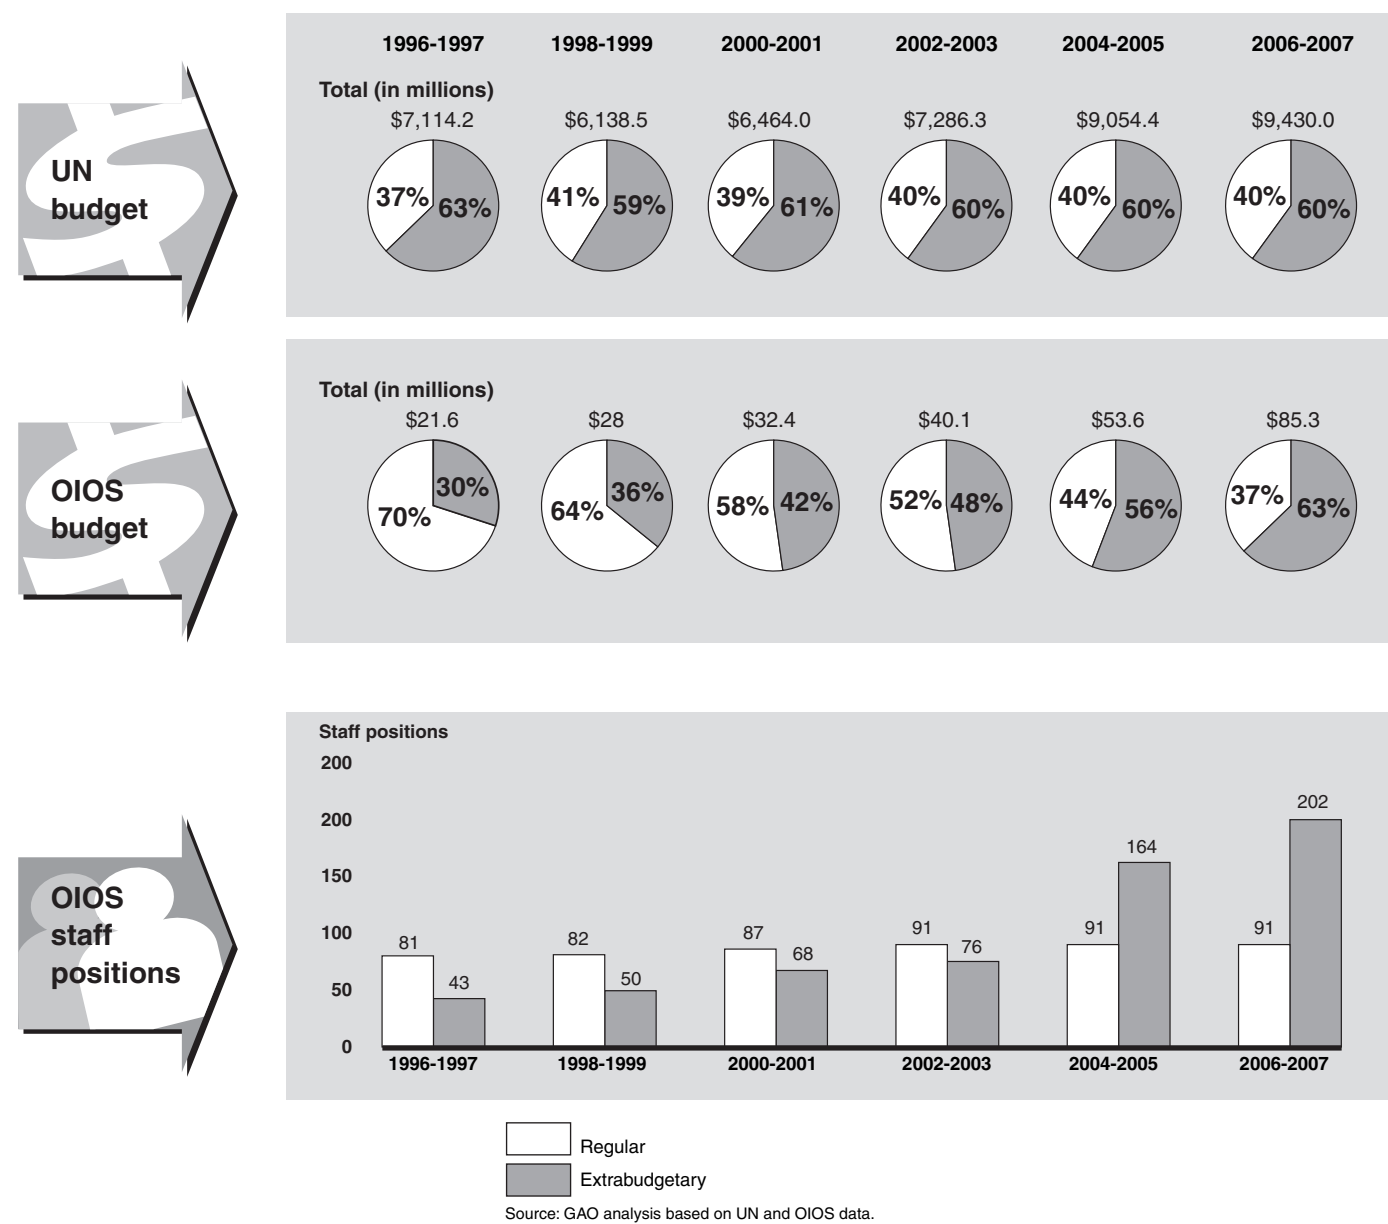 1996-1997 1998-1999 2000-2001 2002-2003 2004-2005 2006-2007
Total (in millions)
$7,114.2 $6,138.5 $6,464.0 $7,286.3 $9,054.4 $9,430.0
UN
budget
37% 63% 41% 59% 39% 61% 40% 60% 40% 60% 40% 60%
Total (in millions)
$21.6 $28 $32.4 $40.1 $53.6 $85.3
OIOS
budget
70% 30% 64% 36% 58% 42% 52% 48% 44% 56% 37% 63%
Staff positions
200
200
150
100
50
0
OIOS
staff
positions
81 43 82 50 87 68 91 76 91 164 91 202
1996-1997 1998-1999 2000-2001 2002-2003 2004-2005 2006-2007
Regular
Extrabudgetary
Source: GAO analysis based on UN and OIOS data.